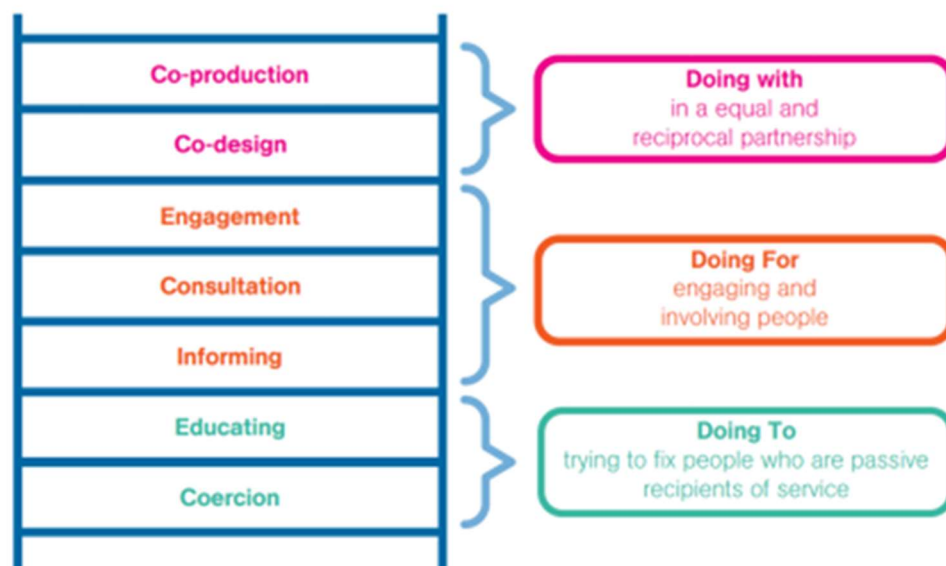 Co-production
Co-design
Engagement
Consultation
Informing
Educating
Coercion
Doing with
in a equal and
reciprocal partnership
Doing For
engaging and
involving people
Doing To
trying to fix people who are passive
recipients of service